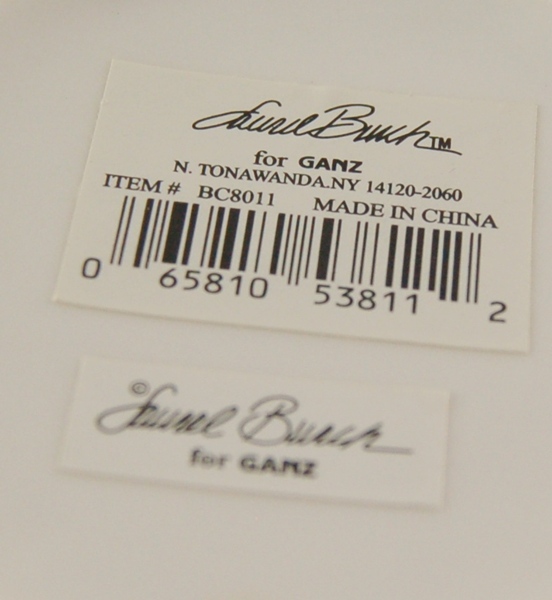 Laurel Burch™
for GANZ
N. TONAWANDA.NY 14120-2060
ITEM # BC8011 MADE IN CHINA
0 65810 53811 2
© Laurel Burch
for GANZ